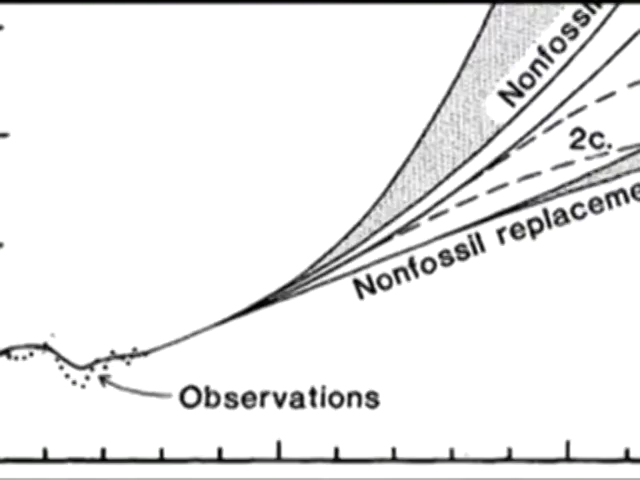 Nonfossil
2c.
Nonfossil replaceme
Observations